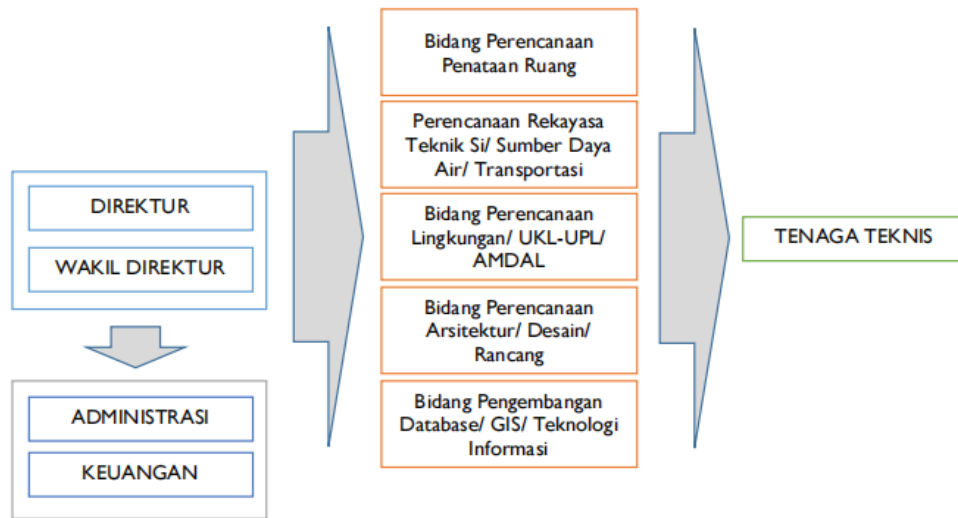 DIREKTUR
WAKIL DIREKTUR
ADMINISTRASI
KEUANGAN
Bidang Perencanaan
Penataan Ruang
Perencanaan Rekayasa
Teknik Si/ Sumber Daya
Air/ Transportasi
Bidang Perencanaan
Lingkungan/ UKL-UPL/
AMDAL
Bidang Perencanaan
Arsitektur/ Desain/
Rancang
Bidang Pengembangan
Database/ GIS/ Teknologi
Informasi
TENAGA TEKNIS